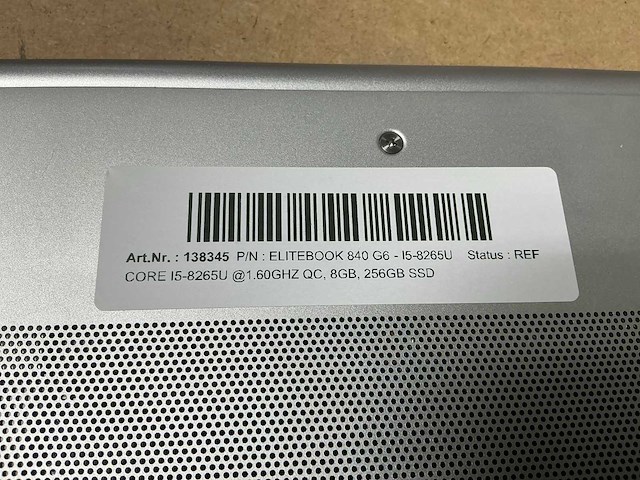 Art.Nr. : 138345 P/N : ELITEBOOK 840 G6 - I5-8265U Status : REF
CORE I5-8265U @1.60GHZ QC, 8GB, 256GB SSD